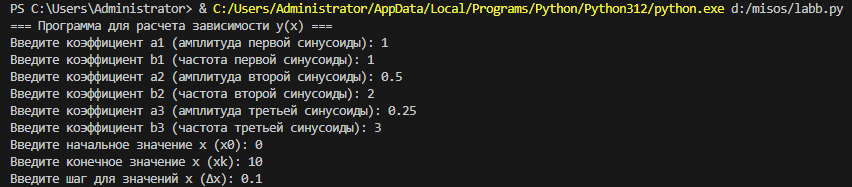 PS C:\Users\Administrator> & C:/Users/Administrator/AppData/Local/Programs/Python/Python312/python.exe d:/misos/labb.py
=== Программа для расчета зависимости y(x) ===
Введите коэффициент a1 (амплитуда первой синусоиды): 1
Введите коэффициент b1 (частота первой синусоиды): 1
Введите коэффициент a2 (амплитуда второй синусоиды): 0.5
Введите коэффициент b2 (частота второй синусоиды): 2
Введите коэффициент a3 (амплитуда третьей синусоиды): 0.25
Введите коэффициент b3 (частота третьей синусоиды): 3
Введите начальное значение x (x0): 0
Введите конечное значение x (xk): 10
Введите шаг для значений x (Δx): 0.1